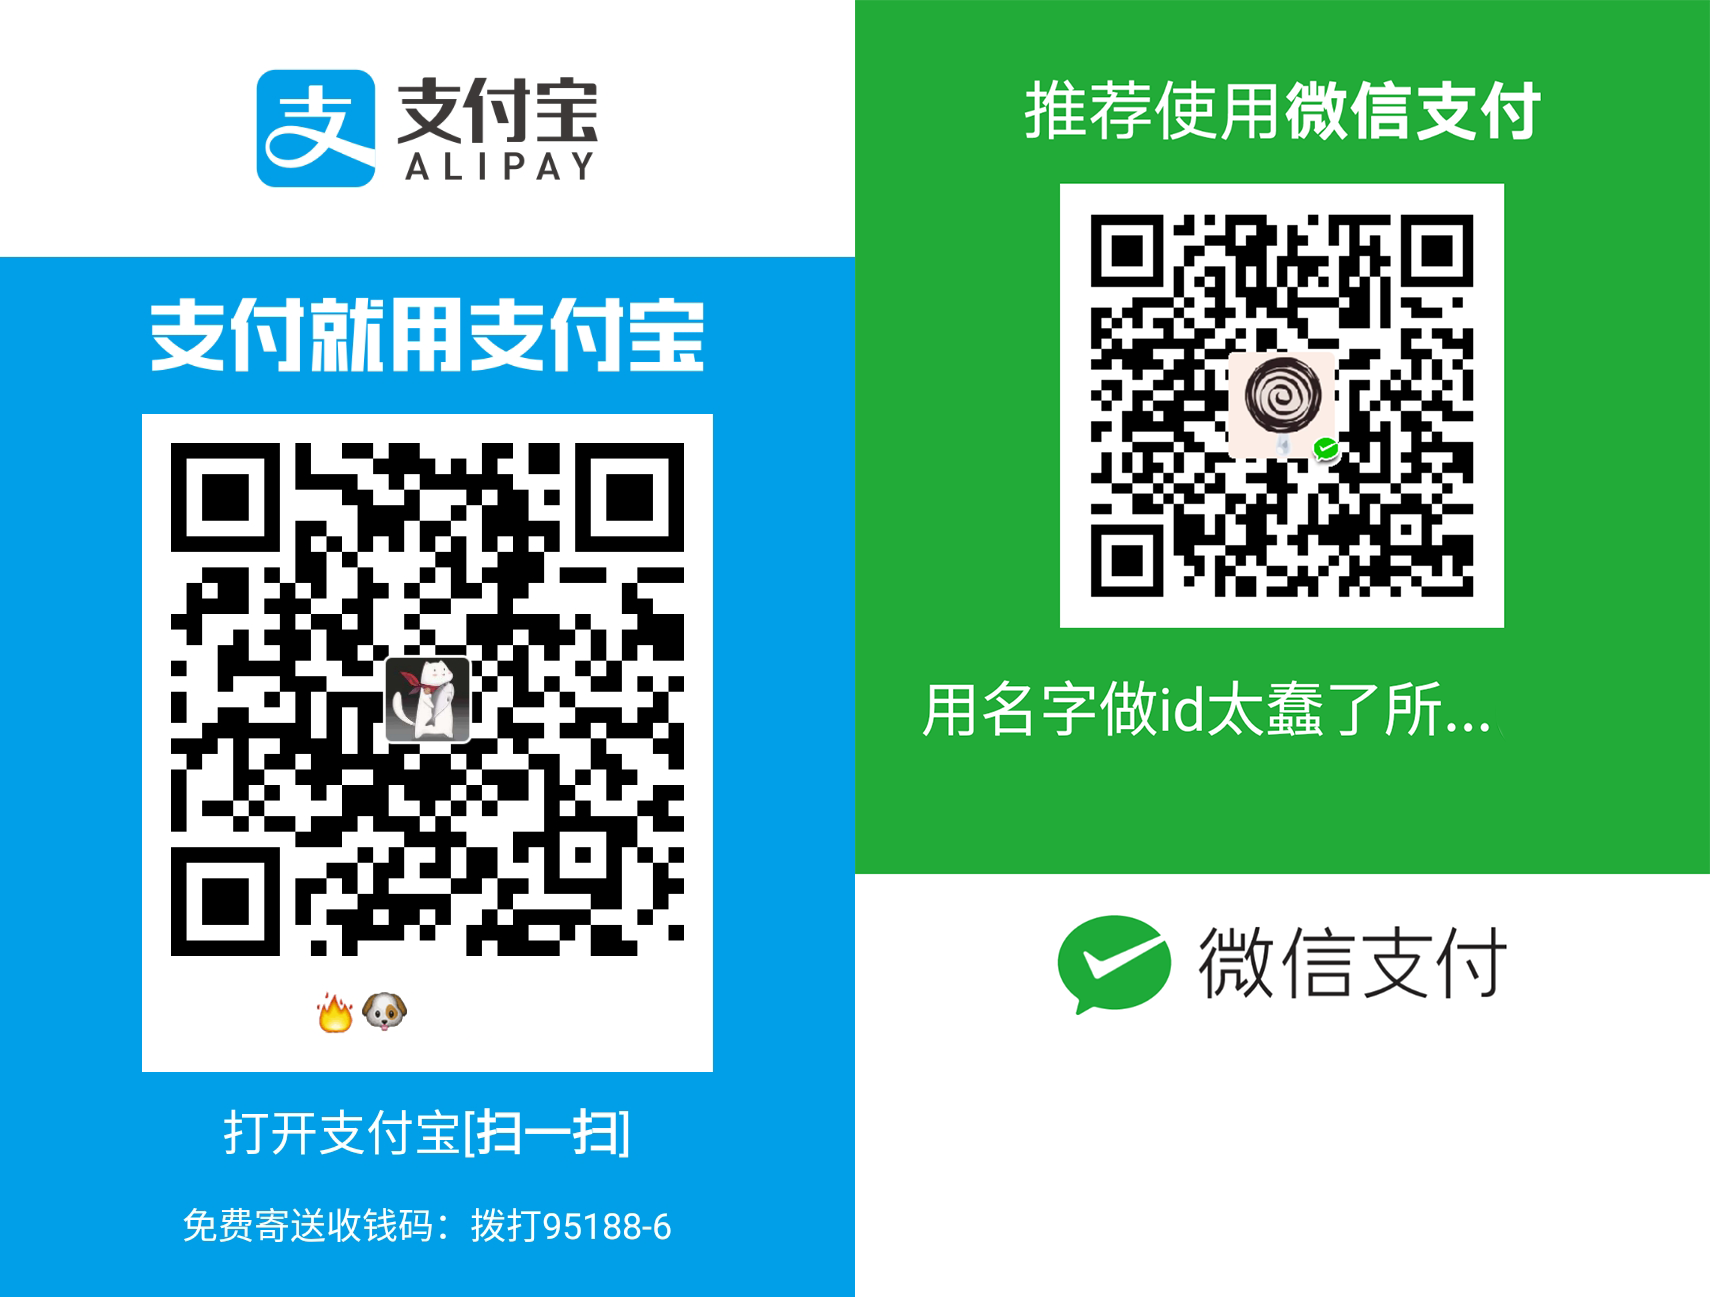 支付宝
ALIPAY
支付就用支付宝
打开支付宝[扫一扫]
免费寄送收钱码：拨打95188-6
推荐使用微信支付
用名字做id太蠢了所...
微信支付